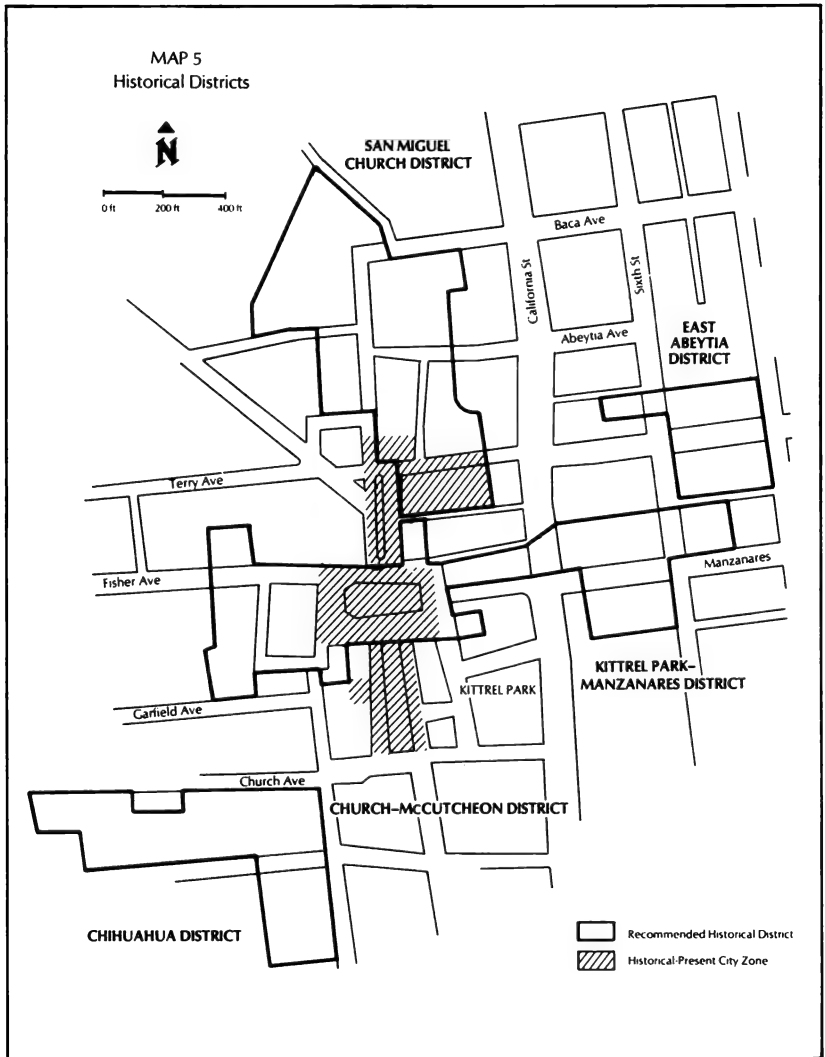 MAP 5
Historical Districts
N
0 ft 200 ft 400 ft
SAN MIGUEL
CHURCH DISTRICT
Baca Ave
California St
Sixth St
Abeytia Ave
EAST
ABEYTIA
DISTRICT
Terry Ave
Fisher Ave
Manzanares
KITTREL PARK–
MANZANARES DISTRICT
KITTREL PARK
Garfield Ave
Church Ave
CHURCH–McCUTCHEON DISTRICT
CHIHUAHUA DISTRICT
Recommended Historical District
Historical-Present City Zone